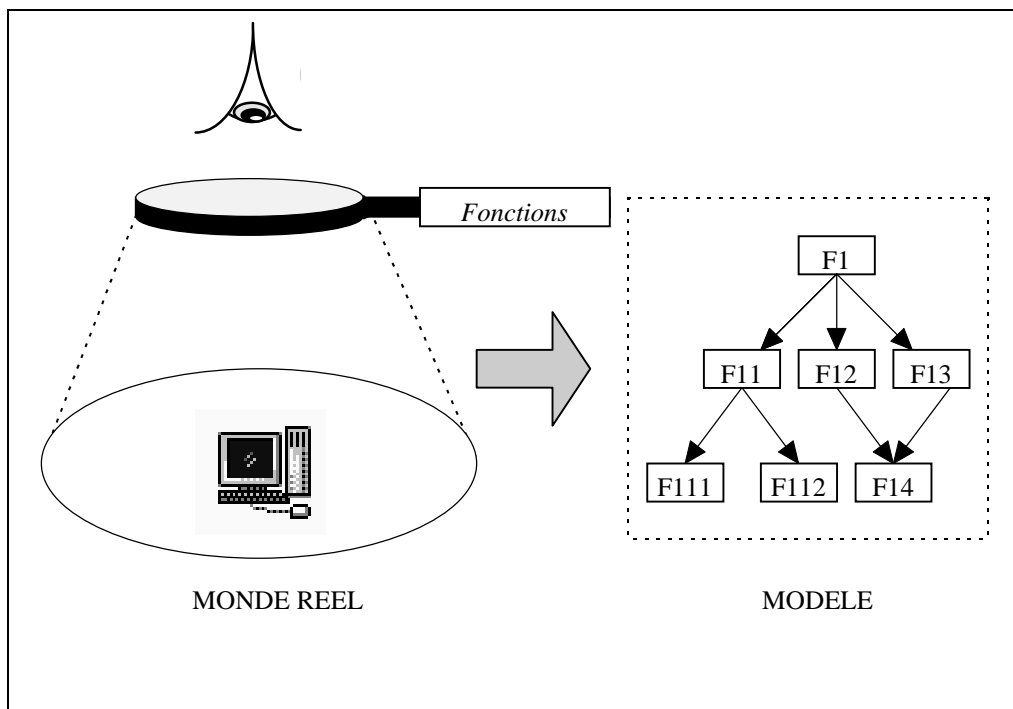 Fonctions
F1
F11 F12 F13
F111 F112 F14
MONDE REEL
MODELE